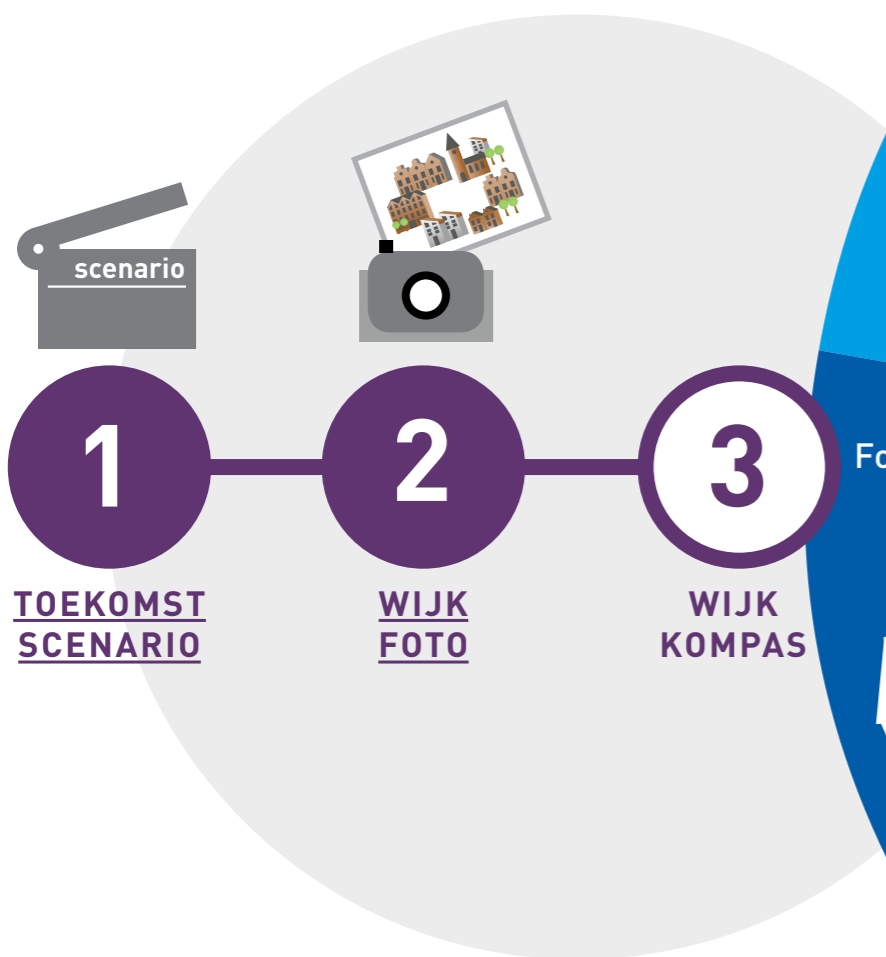 scenario
1
2
3
TOEKOMST
SCENARIO
WIJK
FOTO
WIJK
KOMPAS